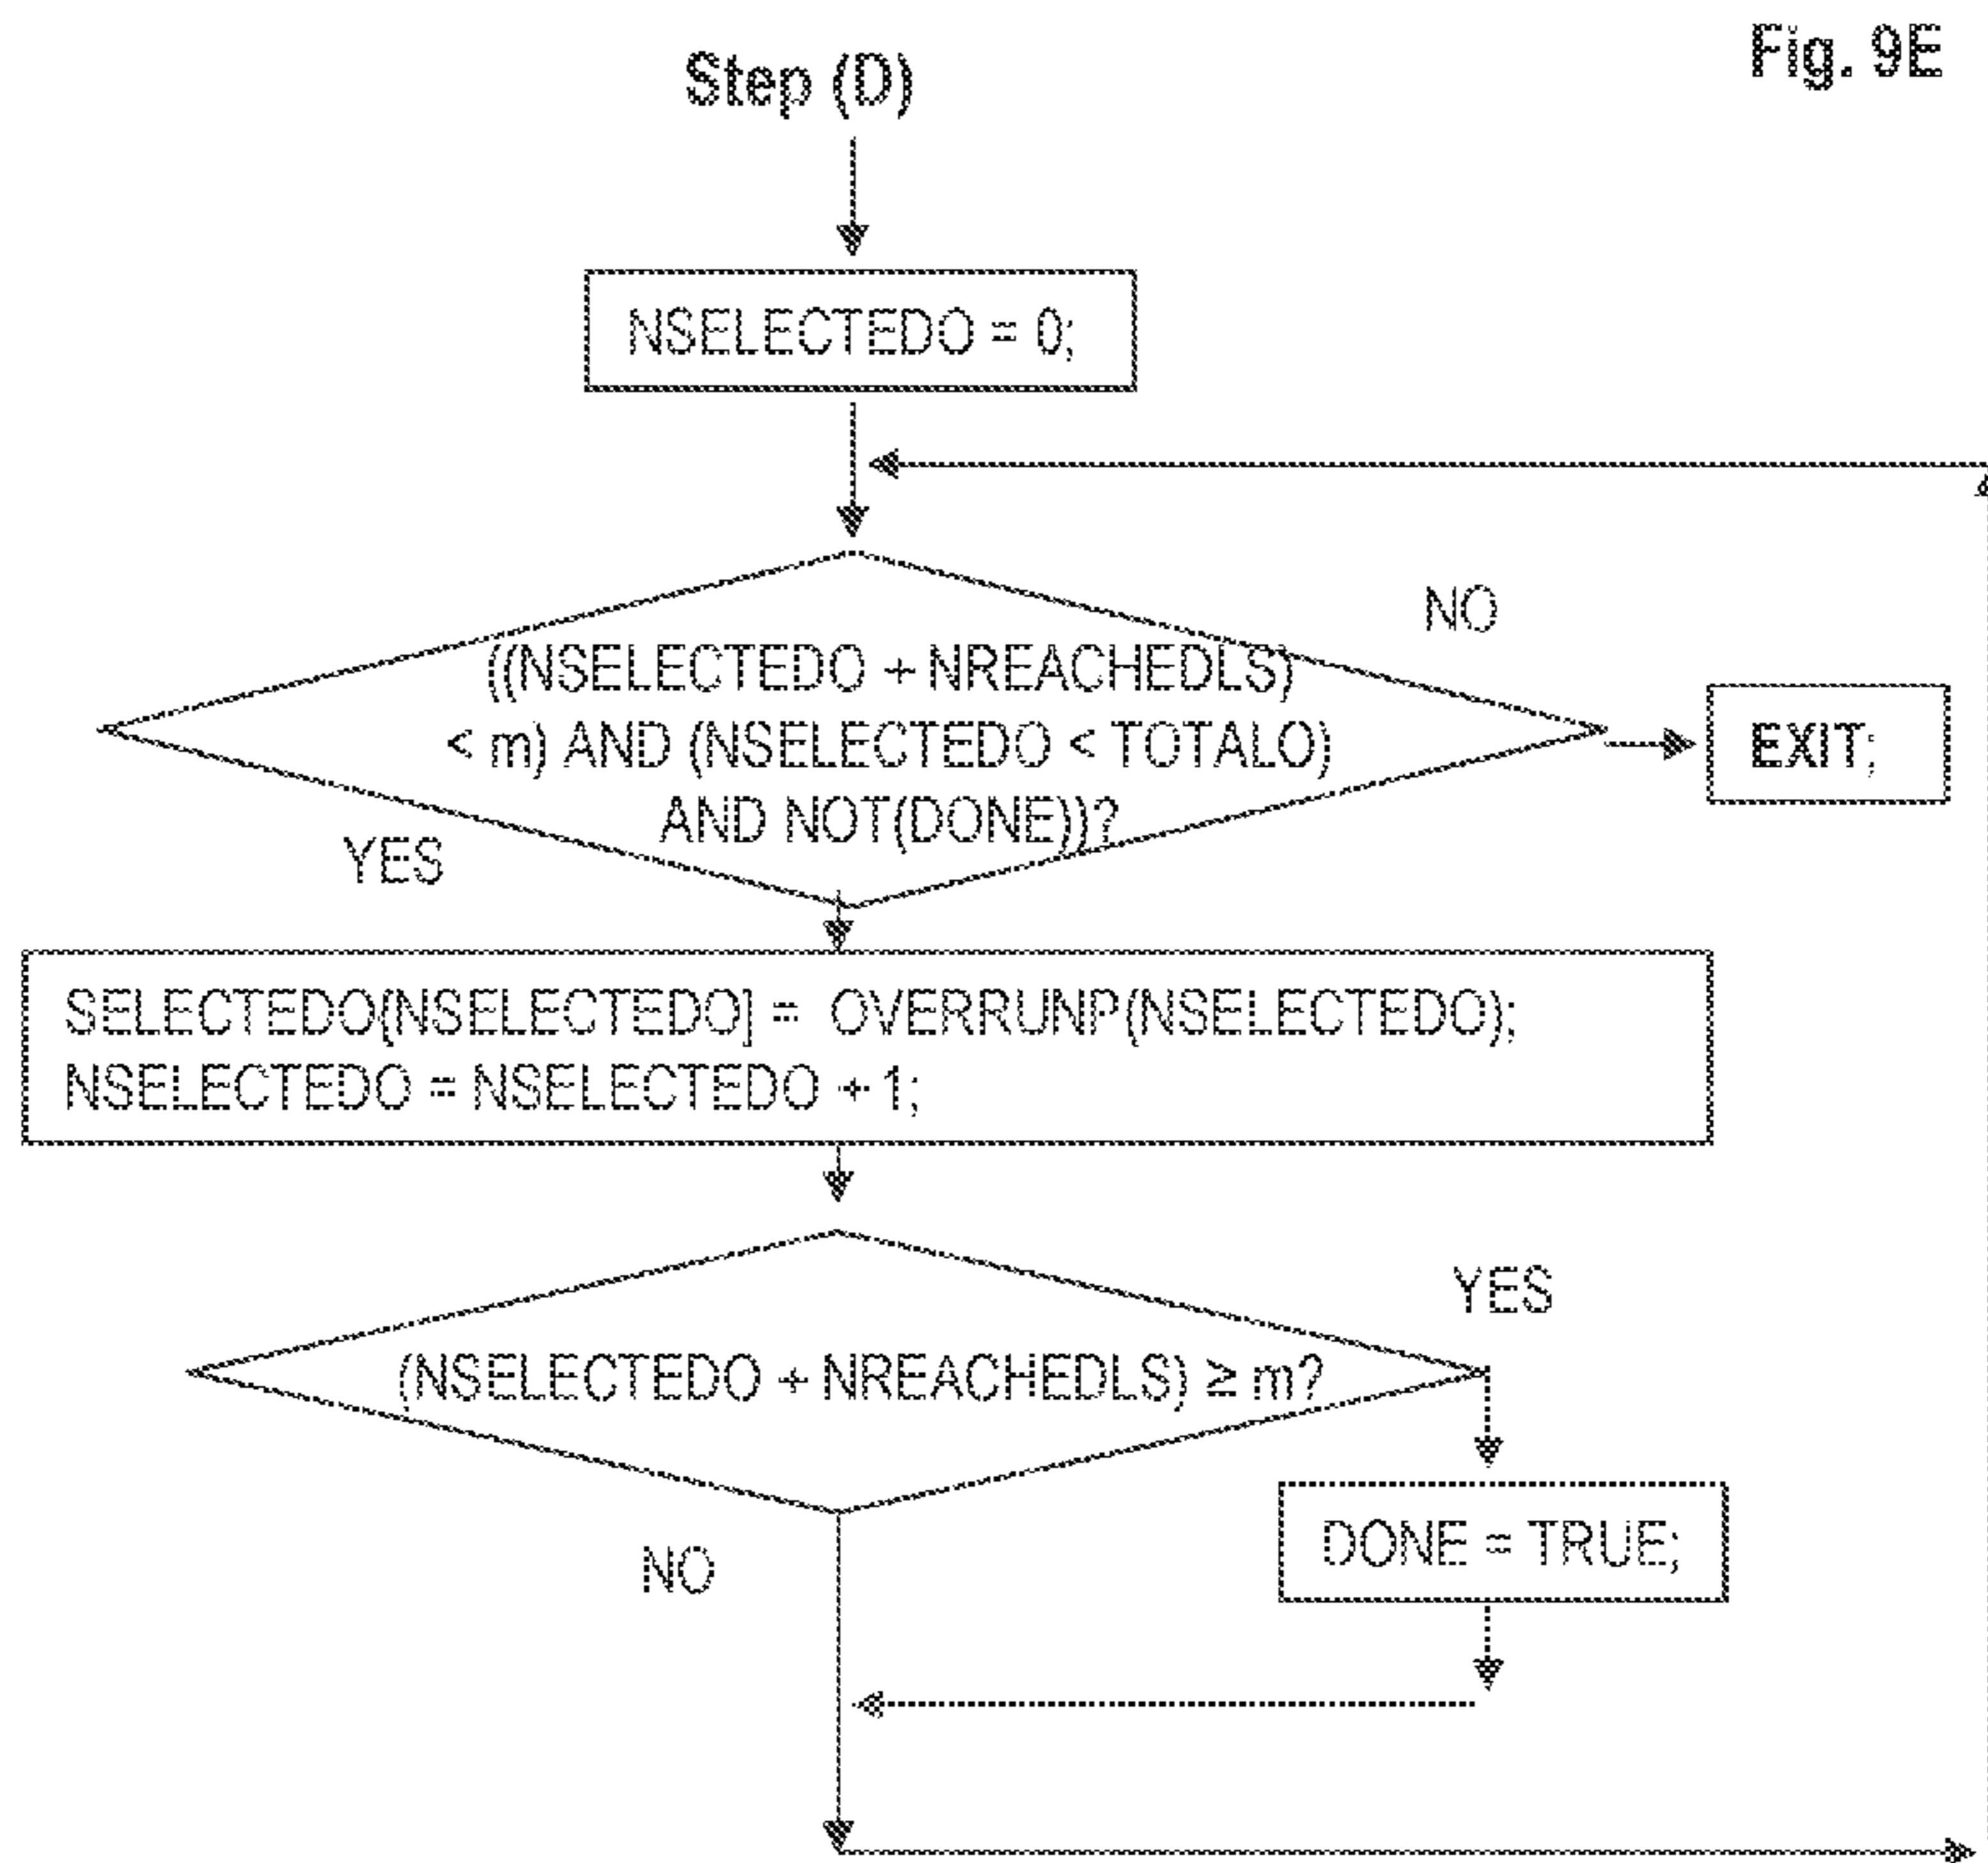 Fig. 9E
Step (D)
NSELECTEDO = 0;
NO
((NSELECTEDO + NREACHEDLS)
< m) AND (NSELECTEDO < TOTALO)
AND NOT(DONE))?
EXIT;
YES
SELECTEDO[NSELECTEDO] = OVERRUNP(NSELECTEDO);
NSELECTEDO = NSELECTEDO + 1;
YES
(NSELECTEDO + NREACHEDLS) ≥ m?
DONE = TRUE;
NO